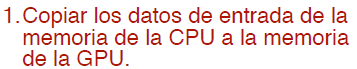 1.Copiar los datos de entrada de la
memoria de la CPU a la memoria
de la GPU.